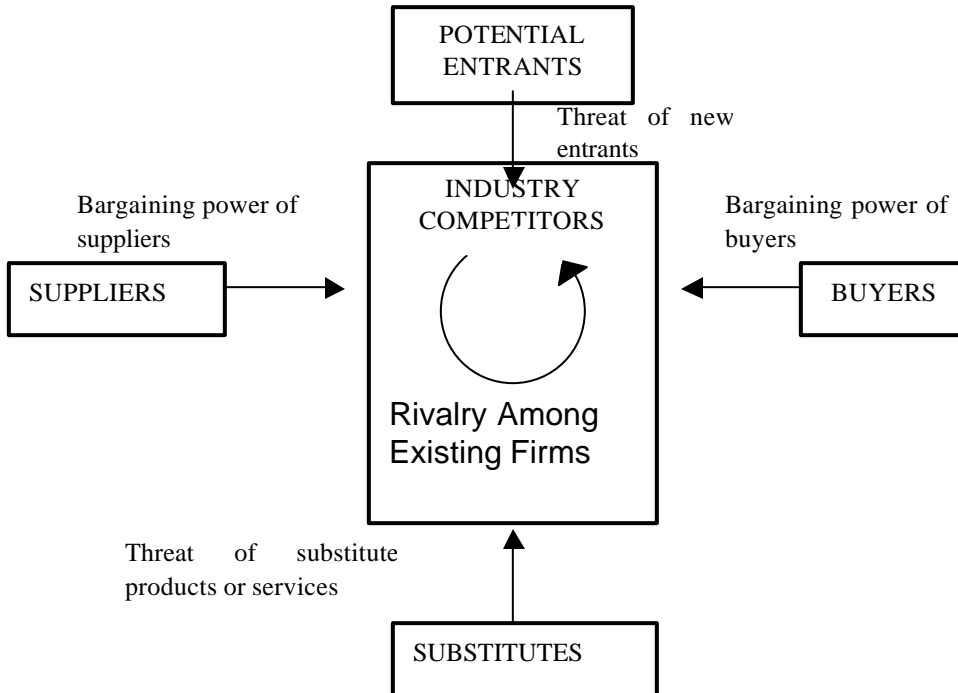 POTENTIAL
ENTRANTS
Threat of new
entrants
INDUSTRY
COMPETITORS
Bargaining power of
suppliers
Bargaining power of
buyers
SUPPLIERS
BUYERS
Rivalry Among
Existing Firms
Threat of substitute
products or services
SUBSTITUTES